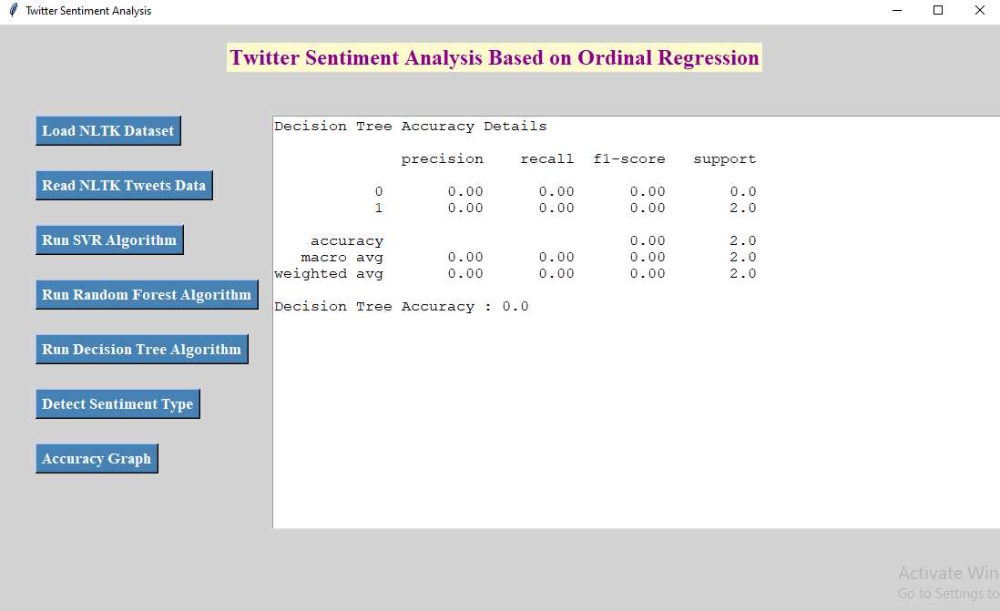 Twitter Sentiment Analysis
Twitter Sentiment Analysis Based on Ordinal Regression
Load NLTK Dataset
Read NLTK Tweets Data
Run SVR Algorithm
Run Random Forest Algorithm
Run Decision Tree Algorithm
Detect Sentiment Type
Accuracy Graph
Decision Tree Accuracy Details
precision recall f1-score support
0 0.00 0.00 0.00 0.0
1 0.00 0.00 0.00 2.0
accuracy 0.00 2.0
macro avg 0.00 0.00 0.00 2.0
weighted avg 0.00 0.00 0.00 2.0
Decision Tree Accuracy : 0.0
Activate Win
Go to Settings to